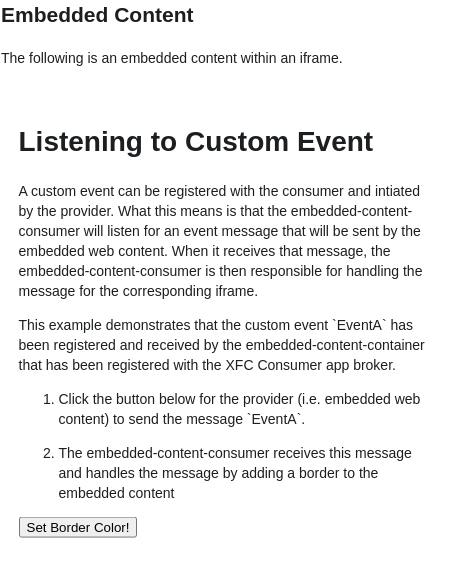 Embedded Content
The following is an embedded content within an iframe.
Listening to Custom Event
A custom event can be registered with the consumer and intiated
by the provider. What this means is that the embedded-content-
consumer will listen for an event message that will be sent by the
embedded web content. When it receives that message, the
embedded-content-consumer is then responsible for handling the
message for the corresponding iframe.
This example demonstrates that the custom event `EventA` has
been registered and received by the embedded-content-container
that has been registered with the XFC Consumer app broker.
1. Click the button below for the provider (i.e. embedded web
content) to send the message `EventA`.
2. The embedded-content-consumer receives this message
and handles the message by adding a border to the
embedded content
Set Border Color!